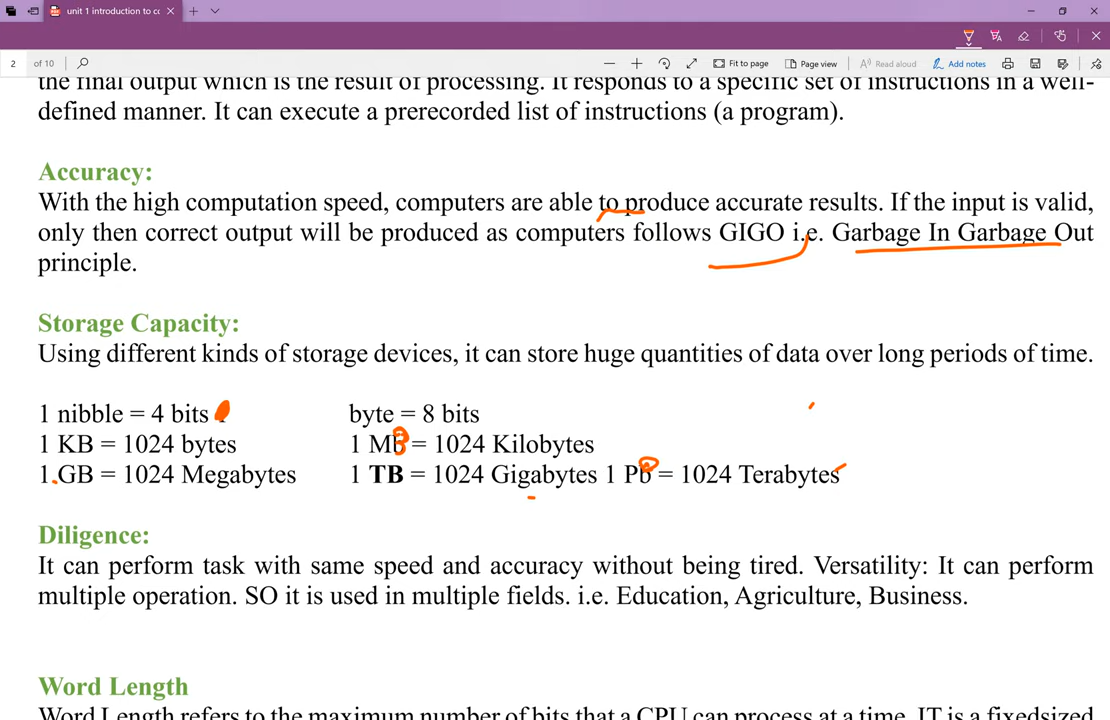 unit 1 introduction to cc
2 of 10 Fit to page Page view Read aloud Add notes
the final output which is the result of processing. It responds to a specific set of instructions in a well-
defined manner. It can execute a prerecorded list of instructions (a program).
Accuracy:
With the high computation speed, computers are able to produce accurate results. If the input is valid,
only then correct output will be produced as computers follows GIGO i.e. Garbage In Garbage Out
principle.
Storage Capacity:
Using different kinds of storage devices, it can store huge quantities of data over long periods of time.
1 nibble = 4 bits byte = 8 bits
1 KB = 1024 bytes 1 Mb = 1024 Kilobytes
1 GB = 1024 Megabytes 1 TB = 1024 Gigabytes 1 Pb = 1024 Terabytes
Diligence:
It can perform task with same speed and accuracy without being tired. Versatility: It can perform
multiple operation. SO it is used in multiple fields. i.e. Education, Agriculture, Business.
Word Length
Word Length refers to the maximum number of bits that a CPU can process at a time. IT is a fixedsized